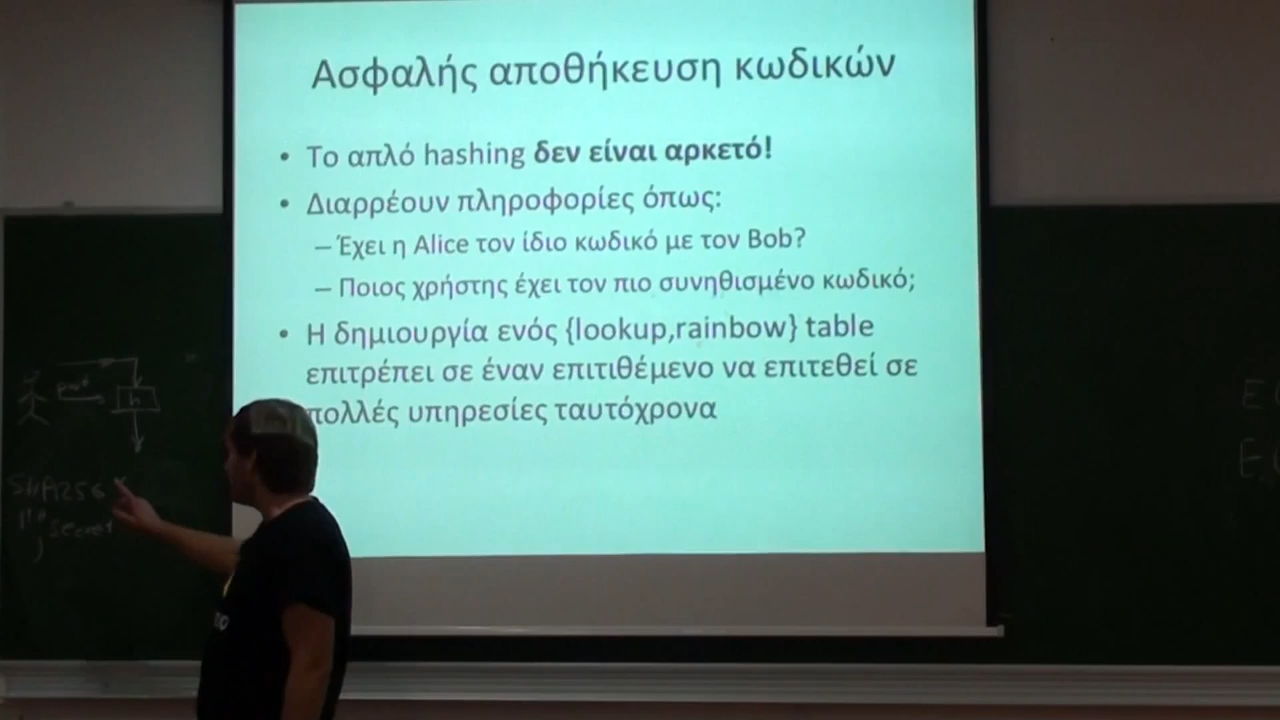 Ασφαλής αποθήκευση κωδικών
• Το απλό hashing δεν είναι αρκετό!
• Διαρρέουν πληροφορίες όπως:
– Έχει η Alice τον ίδιο κωδικό με τον Bob?
– Ποιος χρήστης έχει τον πιο συνηθισμένο κωδικό;
• Η δημιουργία ενός {lookup,rainbow} table
επιτρέπει σε έναν επιτιθέμενο να επιτεθεί σε
πολλές υπηρεσίες ταυτόχρονα
h
SHA256
secret